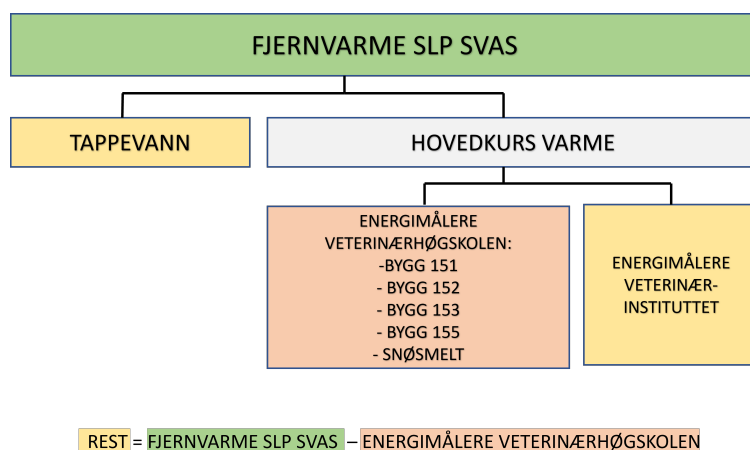 FJERNVARME SLP SVAS
TAPPEVANN
HOVEDKURS VARME
ENERGIMÅLERE
VETERINÆRHØGSKOLEN:
-BYGG 151
- BYGG 152
- BYGG 153
- BYGG 155
- SNØSMELT
ENERGIMÅLERE
VETERINÆR-
INSTITUTTET
REST = FJERNVARME SLP SVAS – ENERGIMÅLERE VETERINÆRHØGSKOLEN